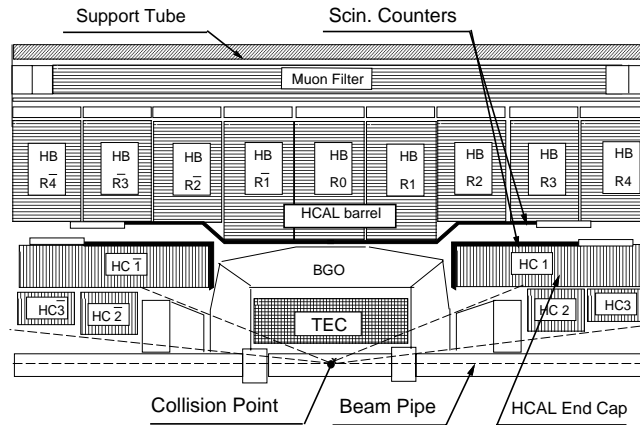 Support Tube
Scin. Counters
Muon Filter
HB HB HB HB HB HB HB HB HB
R4̅ R3̅ R2̅ R1̅ R0 R1 R2 R3 R4
HCAL barrel
HC 1̅
BGO
HC 1
HC3̅
HC 2̅
TEC
HC 2
HC3
Collision Point
Beam Pipe
HCAL End Cap